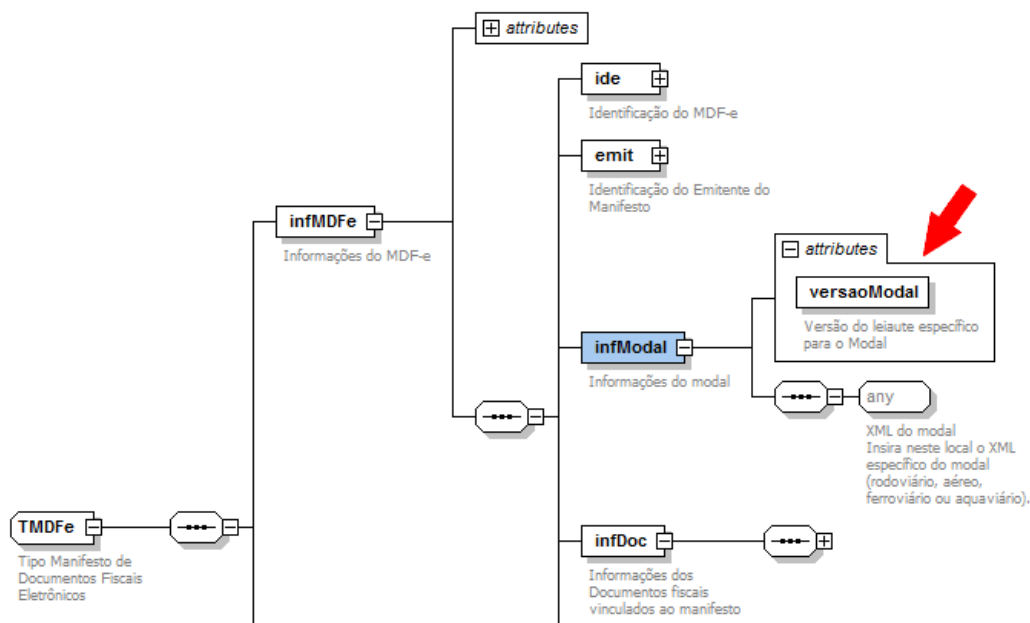 attributes
ide
Identificação do MDF-e
emit
Identificação do Emitente do
Manifesto
infMDFe
Informações do MDF-e
attributes
versaoModal
Versão do leiaute específico
para o Modal
infModal
Informações do modal
any
XML do modal
Insira neste local o XML
específico do modal
(rodoviário, aéreo,
ferroviário ou aquaviário).
TMDFe
Tipo Manifesto de
Documentos Fiscais
Eletrônicos
infDoc
Informações dos
Documentos fiscais
vinculados ao manifesto